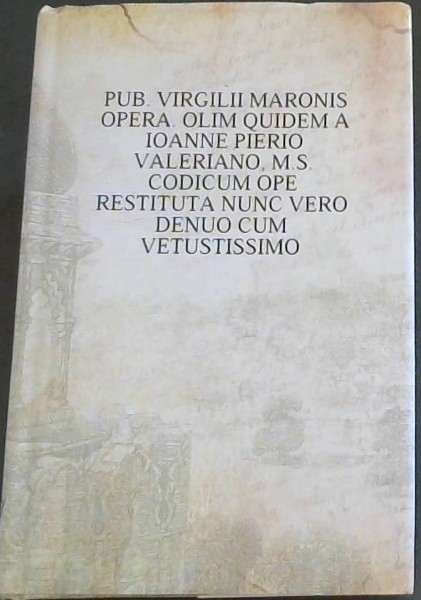 PUB. VIRGILII MARONIS
OPERA. OLIM QUIDEM A
IOANNE PIERIO
VALERIANO, M.S.
CODICUM OPE
RESTITUTA NUNC VERO
DENUO CUM
VETUSTISSIMO